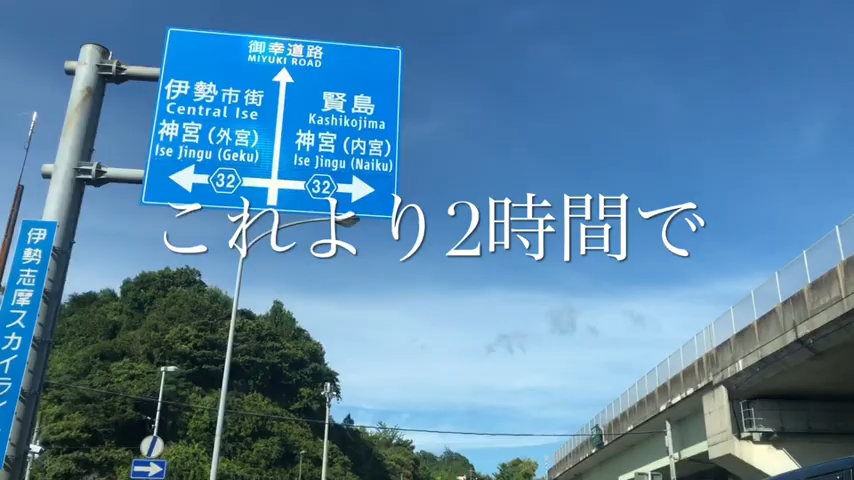 御幸道路
MIYUKI ROAD
伊勢市街
Central Ise
神宮(外宮)
Ise Jingu (Geku)
賢島
Kashikojima
神宮(内宮)
Ise Jingu (Naiku)
32
32
これより2時間で
伊勢志摩スカイラ